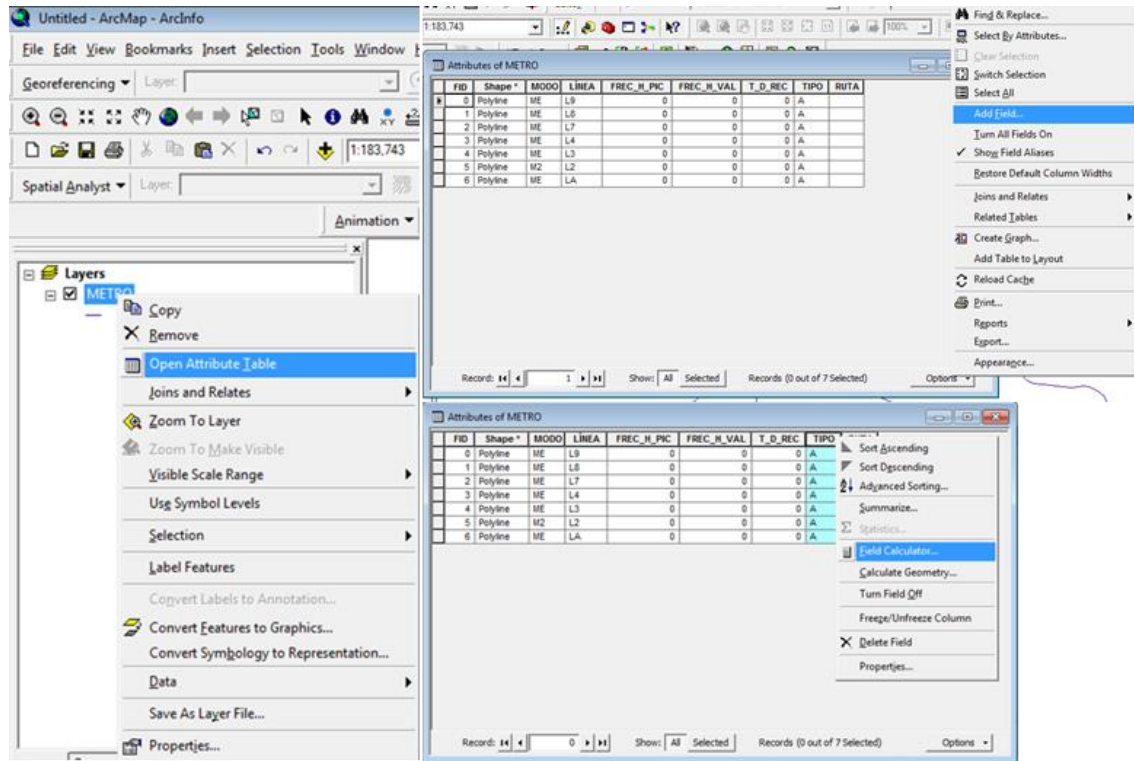 Untitled - ArcMap - ArcInfo
File Edit View Bookmarks Insert Selection Tools Window
Georeferencing Layer:
1:183,743
Spatial Analyst Layer:
Animation
Layers
METRO
Copy
Remove
Open Attribute Table
Joins and Relates
Zoom To Layer
Zoom To Make Visible
Visible Scale Range
Use Symbol Levels
Selection
Label Features
Convert Labels to Annotation...
Convert Features to Graphics...
Convert Symbology to Representation...
Data
Save As Layer File...
Properties...
1:183,743
100%
Attributes of METRO
FID Shape * MODO LÍNEA FREC_H_PIC FREC_H_VAL T_D_REC TIPO RUTA
0 Polyline ME L9 0 0 0 A
1 Polyline ME L8 0 0 0 A
2 Polyline ME L7 0 0 0 A
3 Polyline ME L4 0 0 0 A
4 Polyline ME L3 0 0 0 A
5 Polyline M2 L2 0 0 0 A
6 Polyline ME LA 0 0 0 A
Record: 1 Show: All Selected Records (0 out of 7 Selected) Options
Find & Replace...
Select By Attributes...
Clear Selection
Switch Selection
Select All
Add Field...
Turn All Fields On
Show Field Aliases
Restore Default Column Widths
Joins and Relates
Related Tables
Create Graph...
Add Table to Layout
Reload Cache
Print...
Reports
Export...
Appearance...
Attributes of METRO
FID Shape * MODO LÍNEA FREC_H_PIC FREC_H_VAL T_D_REC TIPO
0 Polyline ME L9 0 0 0 A
1 Polyline ME L8 0 0 0 A
2 Polyline ME L7 0 0 0 A
3 Polyline ME L4 0 0 0 A
4 Polyline ME L3 0 0 0 A
5 Polyline M2 L2 0 0 0 A
6 Polyline ME LA 0 0 0 A
Sort Ascending
Sort Descending
Advanced Sorting...
Summarize...
Statistics...
Field Calculator...
Calculate Geometry...
Turn Field Off
Freeze/Unfreeze Column
Delete Field
Properties...
Record: 0 Show: All Selected Records (0 out of 7 Selected) Options